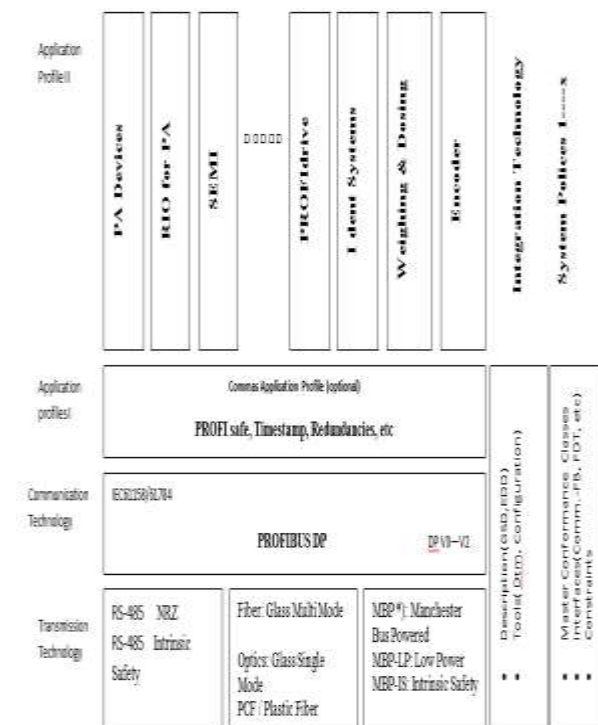 Application
Profile II
PA Devices
RIO for PA
SEMI
PROFIdrive
I dent Systems
Weighing & Dosing
Encoder
Integration Technology
System Polices 1----x
Application
profiles I
Commas Application Profile (optional)
PROFI safe, Timestamp, Redundancies, etc
Communication
Technology
IEC61158/61784
PROFIBUS DP
DP V0—V2
Transmission
Technology
RS-485 NRZ
RS-485 Intrinsic
Safety
Fiber: Glass Multi Mode
Optics: Glass Single
Mode
PCF / Plastic Fiber
MBP *): Manchester
Bus Powered
MBP-LP: Low Power
MBP-IS: Intrinsic Safety
• Description(GSD,EDD)
• Tools( Dtm, Configuration)
• Master Conformance Classes
• Interfaces(Comm.-FB, FDT, etc)
• Constraints